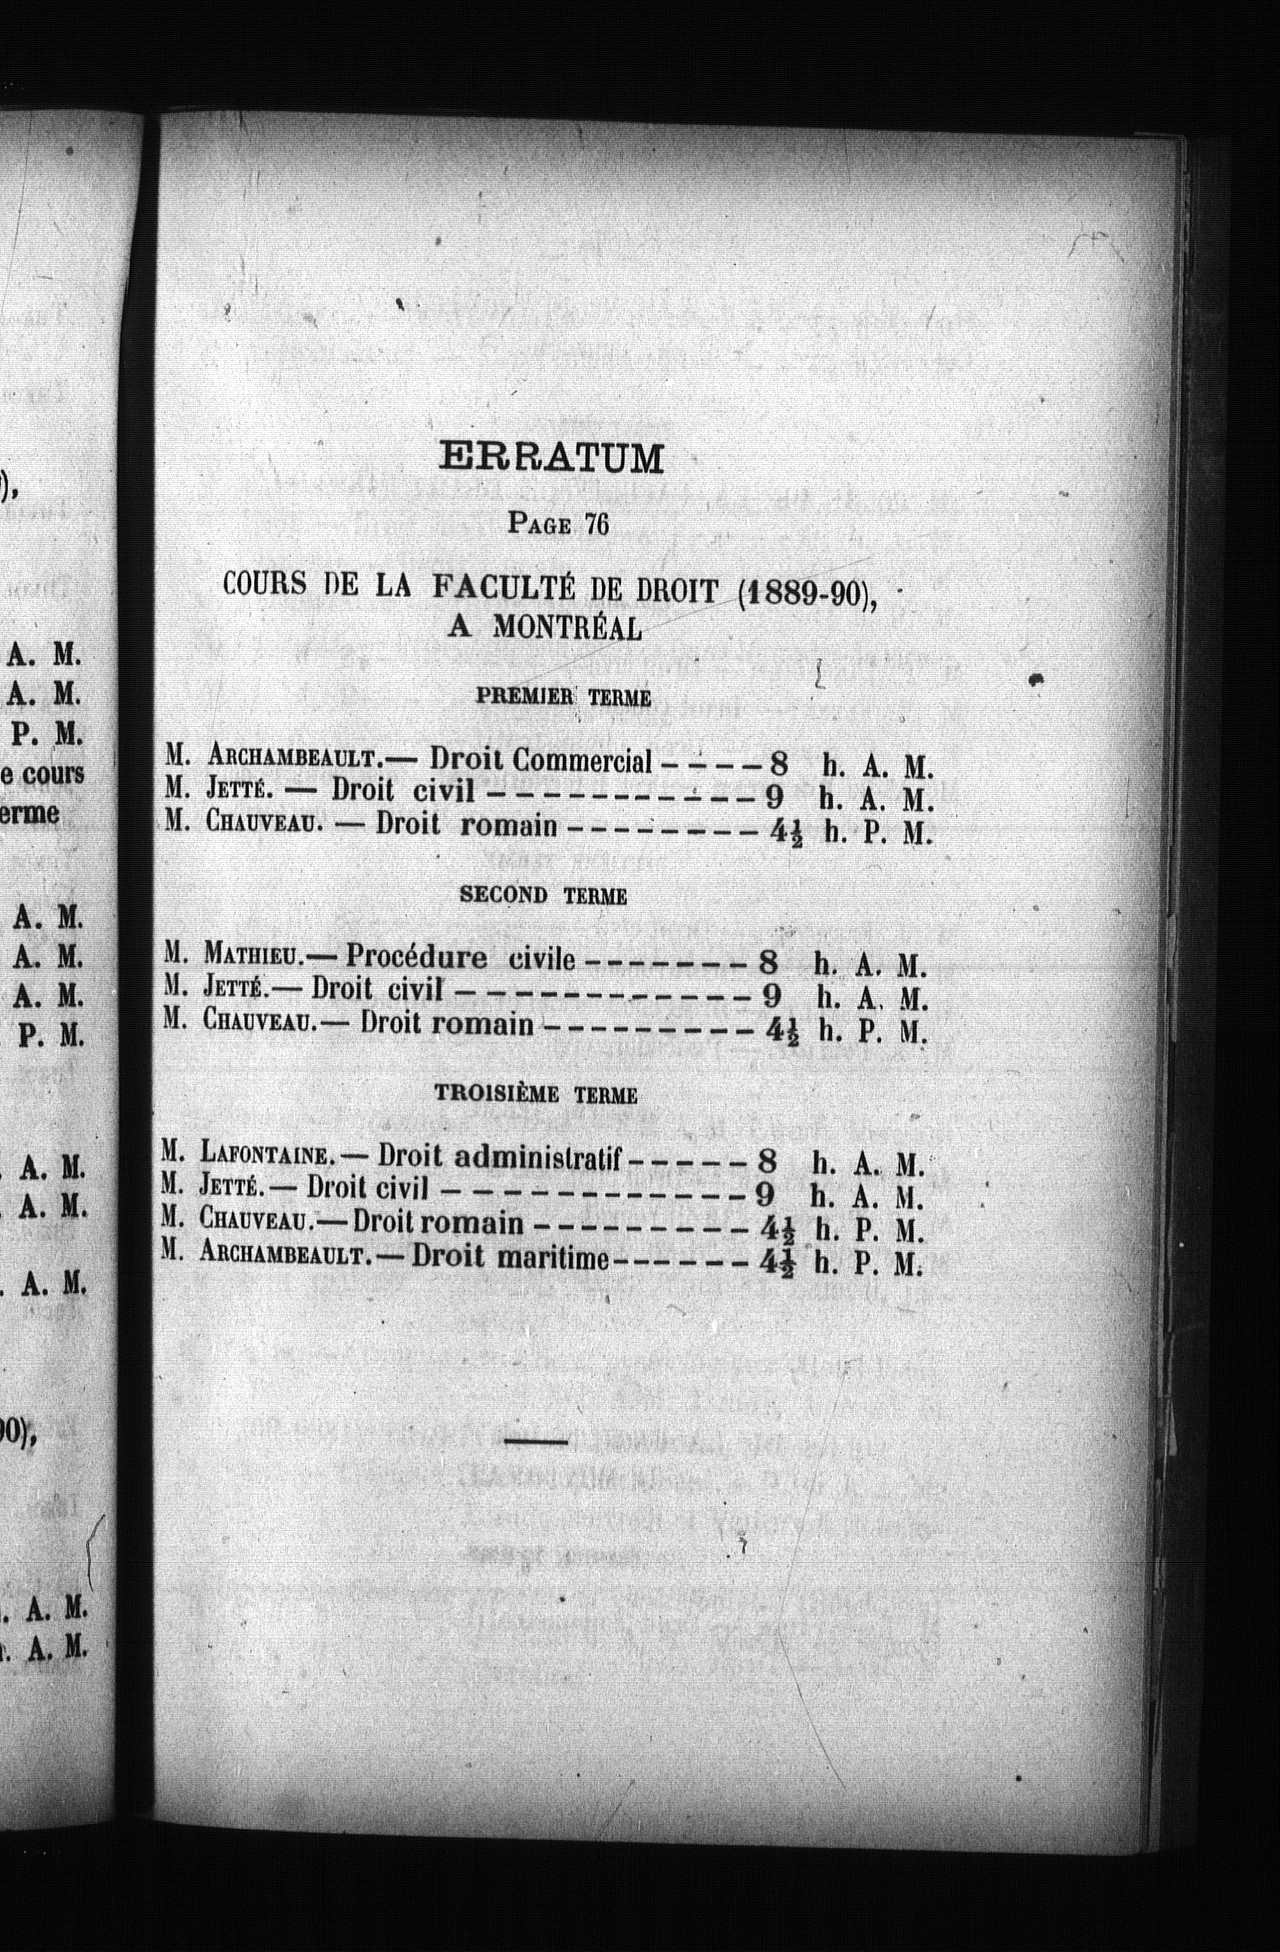 ERRATUM
PAGE 76
COURS DE LA FACULTÉ DE DROIT (1889-90),
A MONTRÉAL
PREMIER TERME
M. ARCHAMBEAULT.— Droit Commercial – – – – 8 h. A. M.
M. JETTÉ. — Droit civil – – – – – – – – – – – 9 h. A. M.
M. CHAUVEAU. — Droit romain – – – – – – – – 4½ h. P. M.
SECOND TERME
M. MATHIEU.— Procédure civile – – – – – – – 8 h. A. M.
M. JETTÉ.— Droit civil – – – – – – – – – – – – 9 h. A. M.
M. CHAUVEAU.— Droit romain – – – – – – – – – 4½ h. P. M.
TROISIÈME TERME
M. LAFONTAINE.— Droit administratif – – – – – 8 h. A. M.
M. JETTÉ.— Droit civil – – – – – – – – – – – – 9 h. A. M.
M. CHAUVEAU.— Droit romain – – – – – – – – – 4½ h. P. M.
M. ARCHAMBEAULT.— Droit maritime – – – – – – 4½ h. P. M.
),
A. M.
A. M.
P. M.
e cours
erme
A. M.
A. M.
A. M.
P. M.
. A. M.
. A. M.
. A. M.
90),
. A. M.
. A. M.